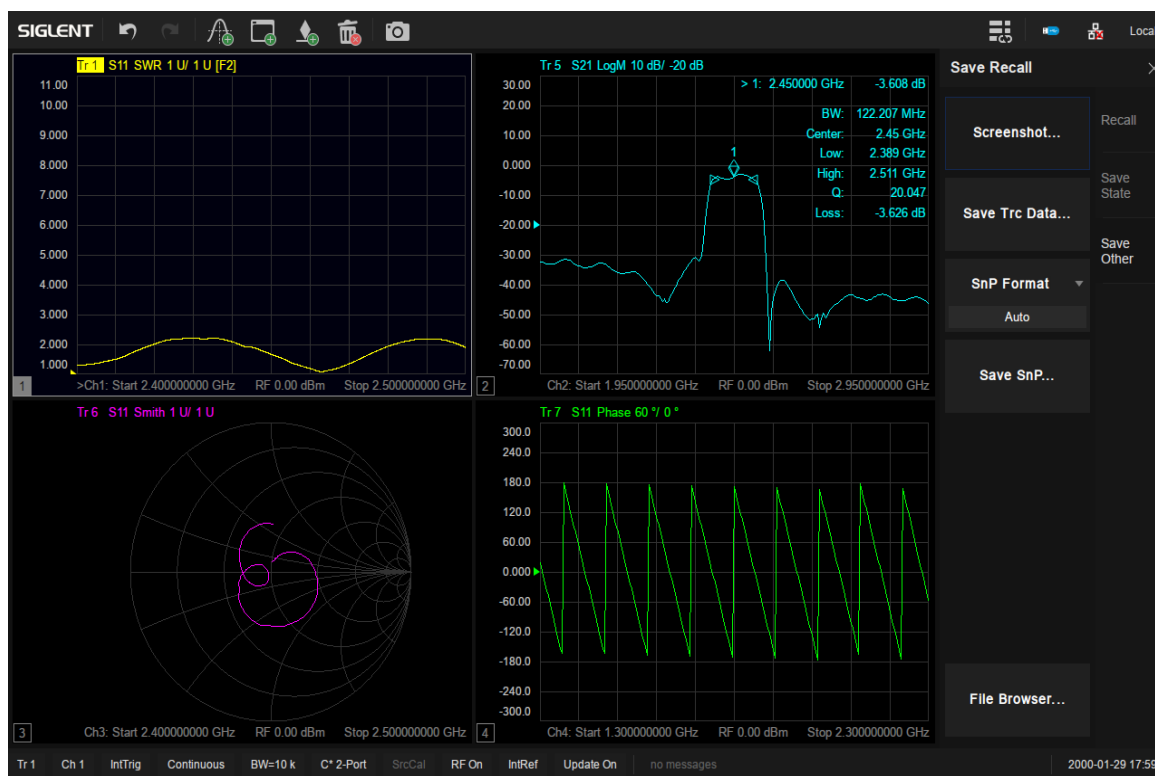 SIGLENT
Local
Tr 1 S11 SWR 1 U/ 1 U [F2]
11.00
10.00
9.000
8.000
7.000
6.000
5.000
4.000
3.000
2.000
1.000
1
>Ch1: Start 2.400000000 GHz RF 0.00 dBm Stop 2.500000000 GHz
Tr 5 S21 LogM 10 dB/ -20 dB
> 1: 2.450000 GHz -3.608 dB
BW: 122.207 MHz
Center: 2.45 GHz
Low: 2.389 GHz
High: 2.511 GHz
Q: 20.047
Loss: -3.626 dB
1
30.00
20.00
10.00
0.000
-10.00
-20.00
-30.00
-40.00
-50.00
-60.00
-70.00
2
Ch2: Start 1.950000000 GHz RF 0.00 dBm Stop 2.950000000 GHz
Tr 6 S11 Smith 1 U/ 1 U
3
Ch3: Start 2.400000000 GHz RF 0.00 dBm Stop 2.500000000 GHz
Tr 7 S11 Phase 60 °/ 0 °
300.0
240.0
180.0
120.0
60.00
0.000
-60.00
-120.0
-180.0
-240.0
-300.0
4
Ch4: Start 1.300000000 GHz RF 0.00 dBm Stop 2.300000000 GHz
Save Recall
Screenshot...
Save Trc Data...
SnP Format
Auto
Save SnP...
File Browser...
Recall
Save
State
Save
Other
Tr 1 Ch 1 IntTrig Continuous BW=10 k C* 2-Port SrcCal RF On IntRef Update On no messages 2000-01-29 17:59